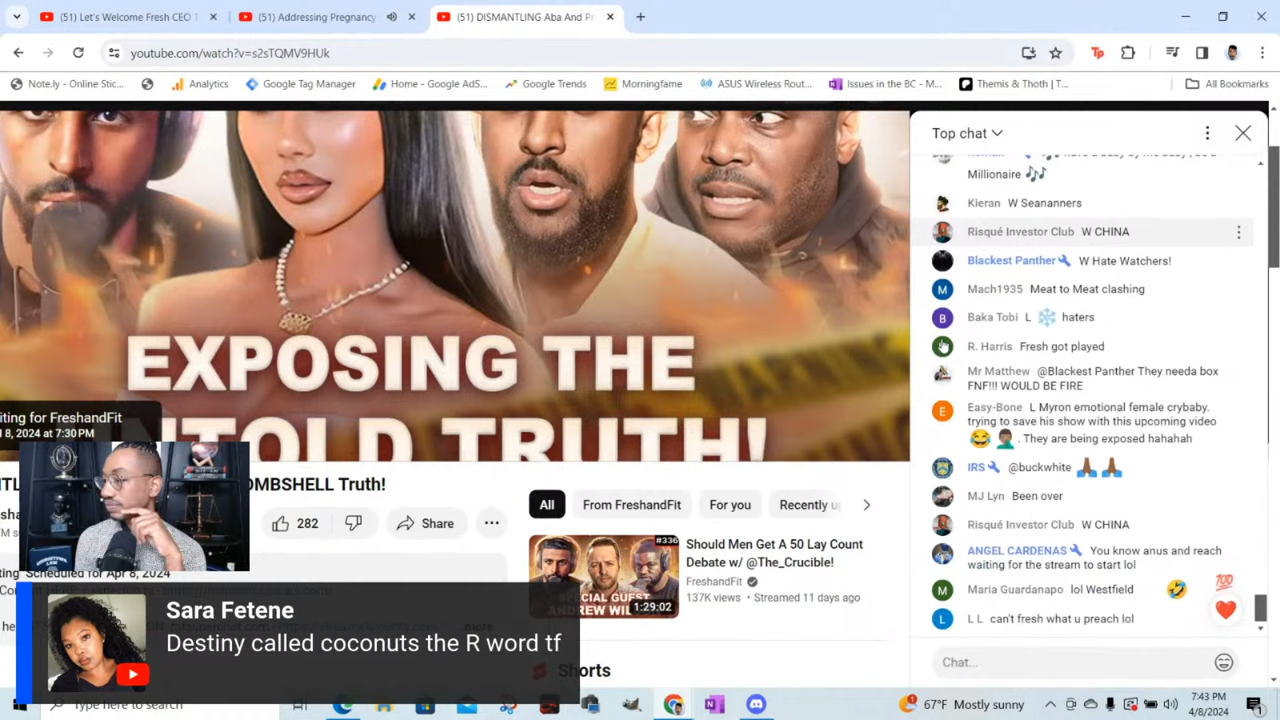 (51) Let's Welcome Fresh CEO
(51) Addressing Pregnancy
(51) DISMANTLING Aba And Pr
youtube.com/watch?v=s2sTQMV9HUk
Note.ly - Online Stic...
Analytics
Google Tag Manager
Home - Google AdS...
Google Trends
Morningfame
ASUS Wireless Rout...
Issues in the BC - M...
Themis & Thoth | T...
All Bookmarks
EXPOSING THE
UNTOLD TRUTH!
iting for FreshandFit
8, 2024 at 7:30 PM
OMBSHELL Truth!
282
Share
Scheduled for Apr 8, 2024
more
All
From FreshandFit
For you
Recently u
#336
SPECIAL GUEST
ANDREW WIL
1:29:02
Should Men Get A 50 Lay Count
Debate w/ @The_Crucible!
FreshandFit
137K views • Streamed 11 days ago
Shorts
Sara Fetene
Destiny called coconuts the R word tf
Top chat
Millionaire 🎶
Kieran W Seananners
Risqué Investor Club W CHINA
Blackest Panther W Hate Watchers!
Mach1935 Meat to Meat clashing
Baka Tobi L ❄️ haters
R. Harris Fresh got played
Mr Matthew @Blackest Panther They needa box
FNF!!! WOULD BE FIRE
Easy-Bone L Myron emotional female crybaby.
trying to save his show with this upcoming video
😂 🤦🏽‍♂️. They are being exposed hahahah
IRS @buckwhite 🙏🏾 🙏🏾
MJ Lyn Been over
Risqué Investor Club W CHINA
ANGEL CARDENAS You know anus and reach
waiting for the stream to start lol
Maria Guardanapo lol Westfield
L L can't fresh what u preach lol
Chat...
Type here to search
67°F Mostly sunny
7:43 PM
4/8/2024